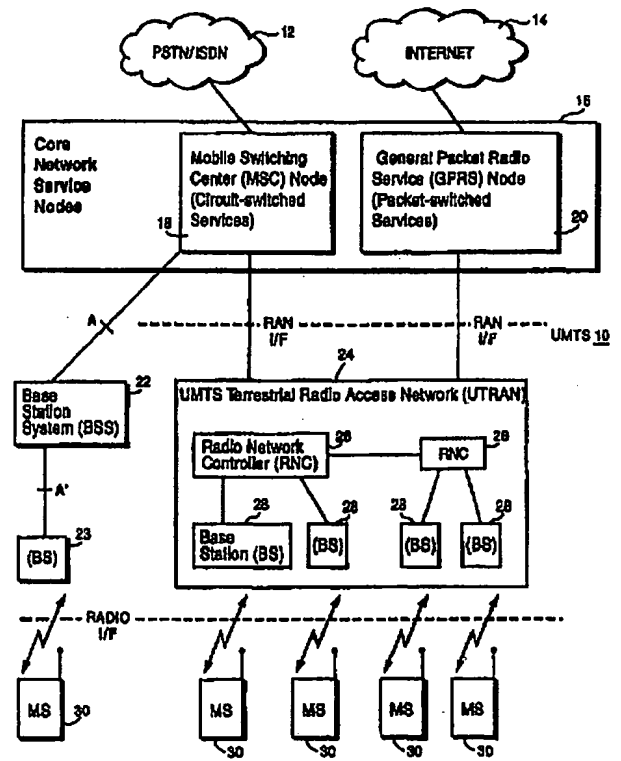 PSTN/ISDN
12
INTERNET
14
16
Core
Network
Service
Nodes
Mobile Switching
Center (MSC) Node
(Circuit-switched
Services)
18
General Packet Radio
Service (GPRS) Node
(Packet-switched
Services)
20
A
RAN
I/F
RAN
I/F
UMTS 10
22
Base
Station
System (BSS)
24
UMTS Terrestrial Radio Access Network (UTRAN)
Radio Network
Controller (RNC)
26
RNC
26
A'
23
(BS)
28
Base
Station (BS)
28
(BS)
28
(BS)
28
(BS)
RADIO
I/F
MS
30
MS
30
MS
30
MS
30
MS
30